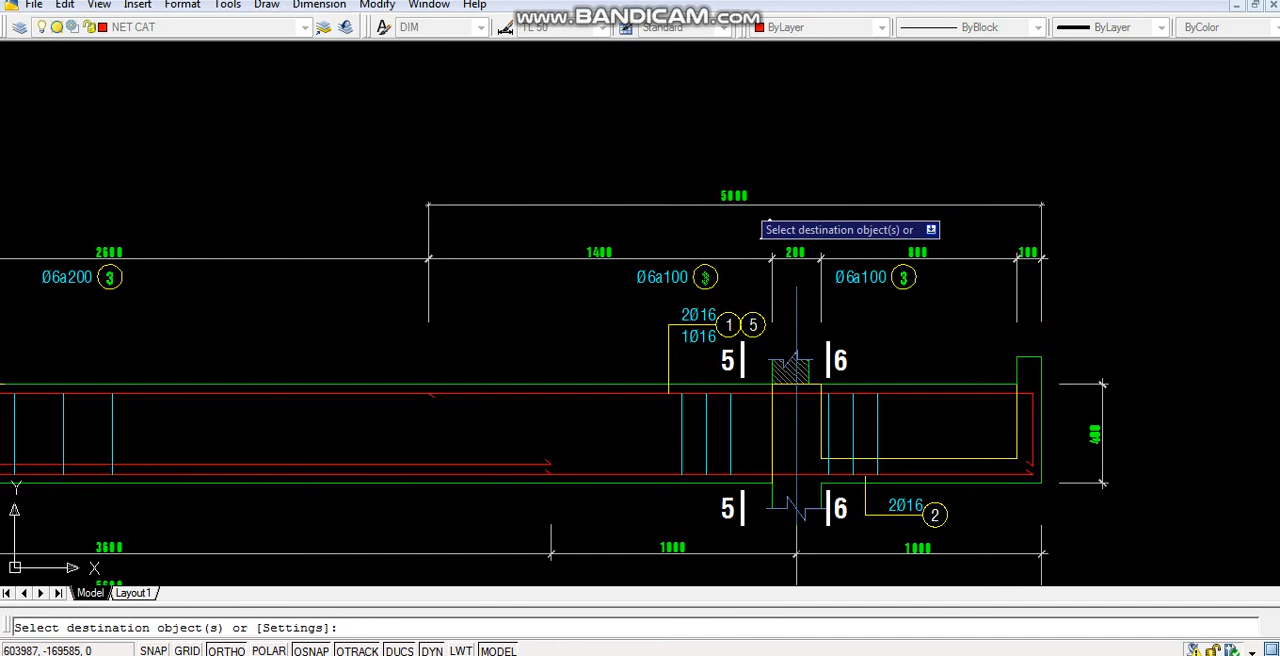 File Edit View Insert Format Tools Draw Dimension Modify Window Help
www.BANDICAM.com
NET CAT DIM TL 50 Standard ByLayer ByBlock ByLayer ByColor
5000
Select destination object(s) or
2600 1400 200 800 100
Ø6a200 3 Ø6a100 3 Ø6a100 3
2Ø16 1 5
1Ø16
5 6
400
5 6
2Ø16 2
Y
3600 1000 1000
X
5600
Model Layout1
Select destination object(s) or [Settings]:
603987, -169585, 0 SNAP GRID ORTHO POLAR OSNAP OTRACK DUCS DYN LWT MODEL